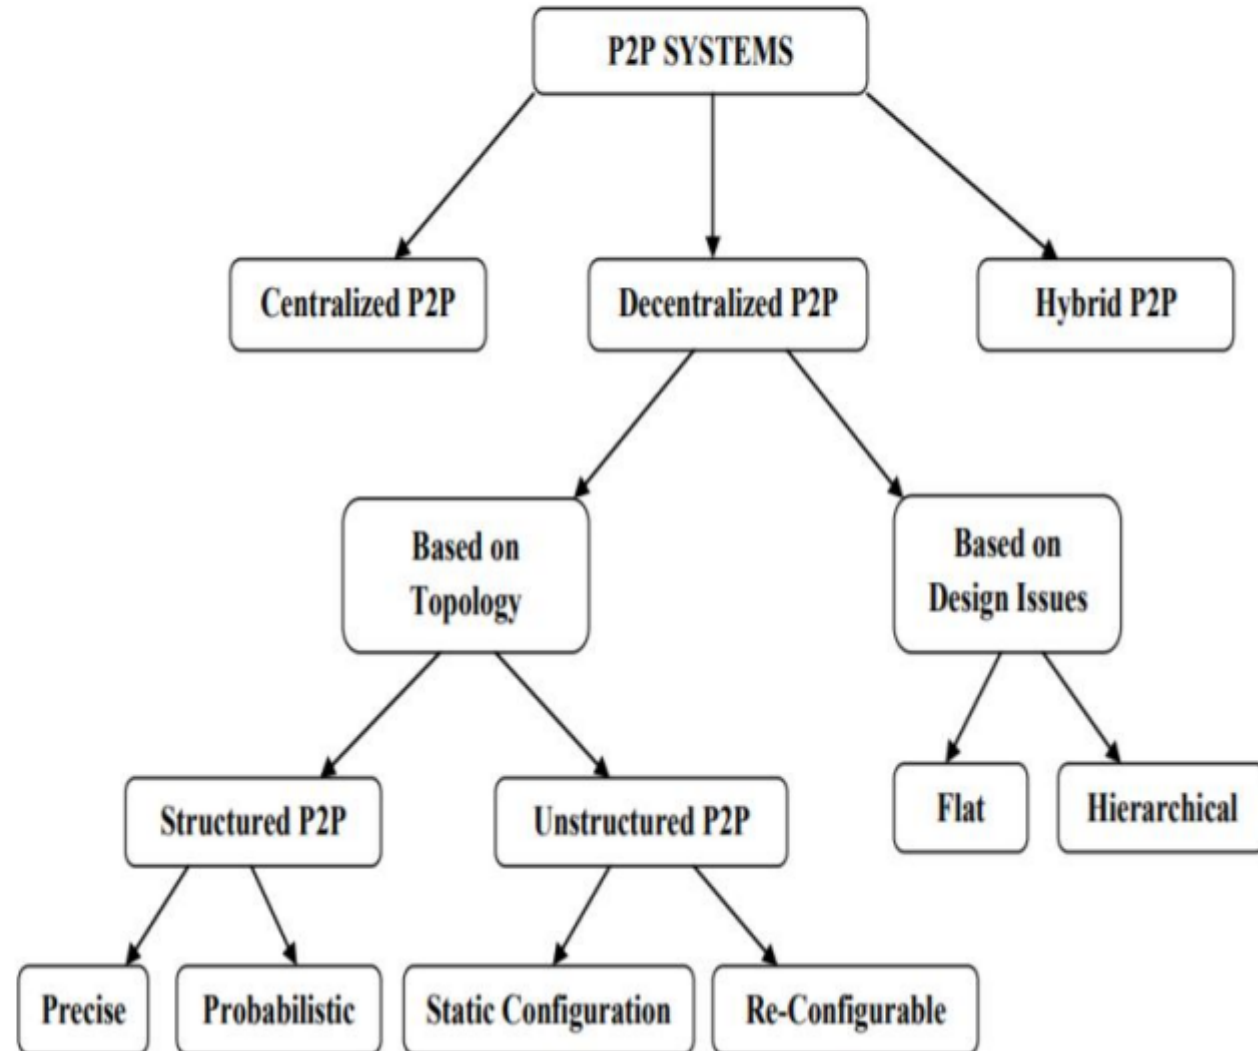 P2P SYSTEMS
Centralized P2P
Decentralized P2P
Hybrid P2P
Based on
Topology
Based on
Design Issues
Structured P2P
Unstructured P2P
Flat
Hierarchical
Precise
Probabilistic
Static Configuration
Re-Configurable